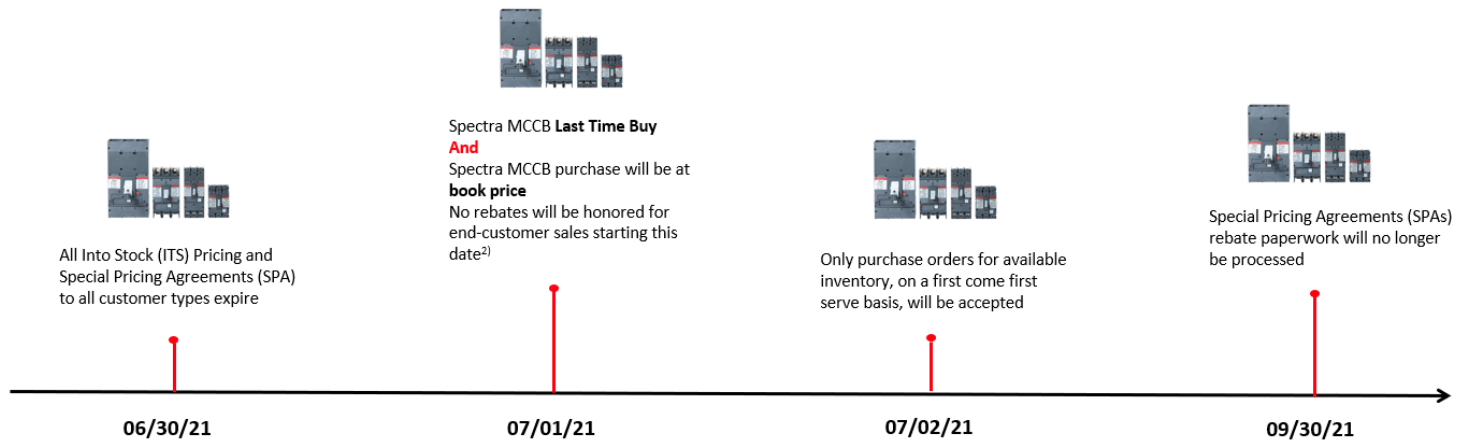 All Into Stock (ITS) Pricing and
Special Pricing Agreements (SPA)
to all customer types expire
06/30/21
Spectra MCCB Last Time Buy
And
Spectra MCCB purchase will be at
book price
No rebates will be honored for
end-customer sales starting this
date2)
07/01/21
Only purchase orders for available
inventory, on a first come first
serve basis, will be accepted
07/02/21
Special Pricing Agreements (SPAs)
rebate paperwork will no longer
be processed
09/30/21